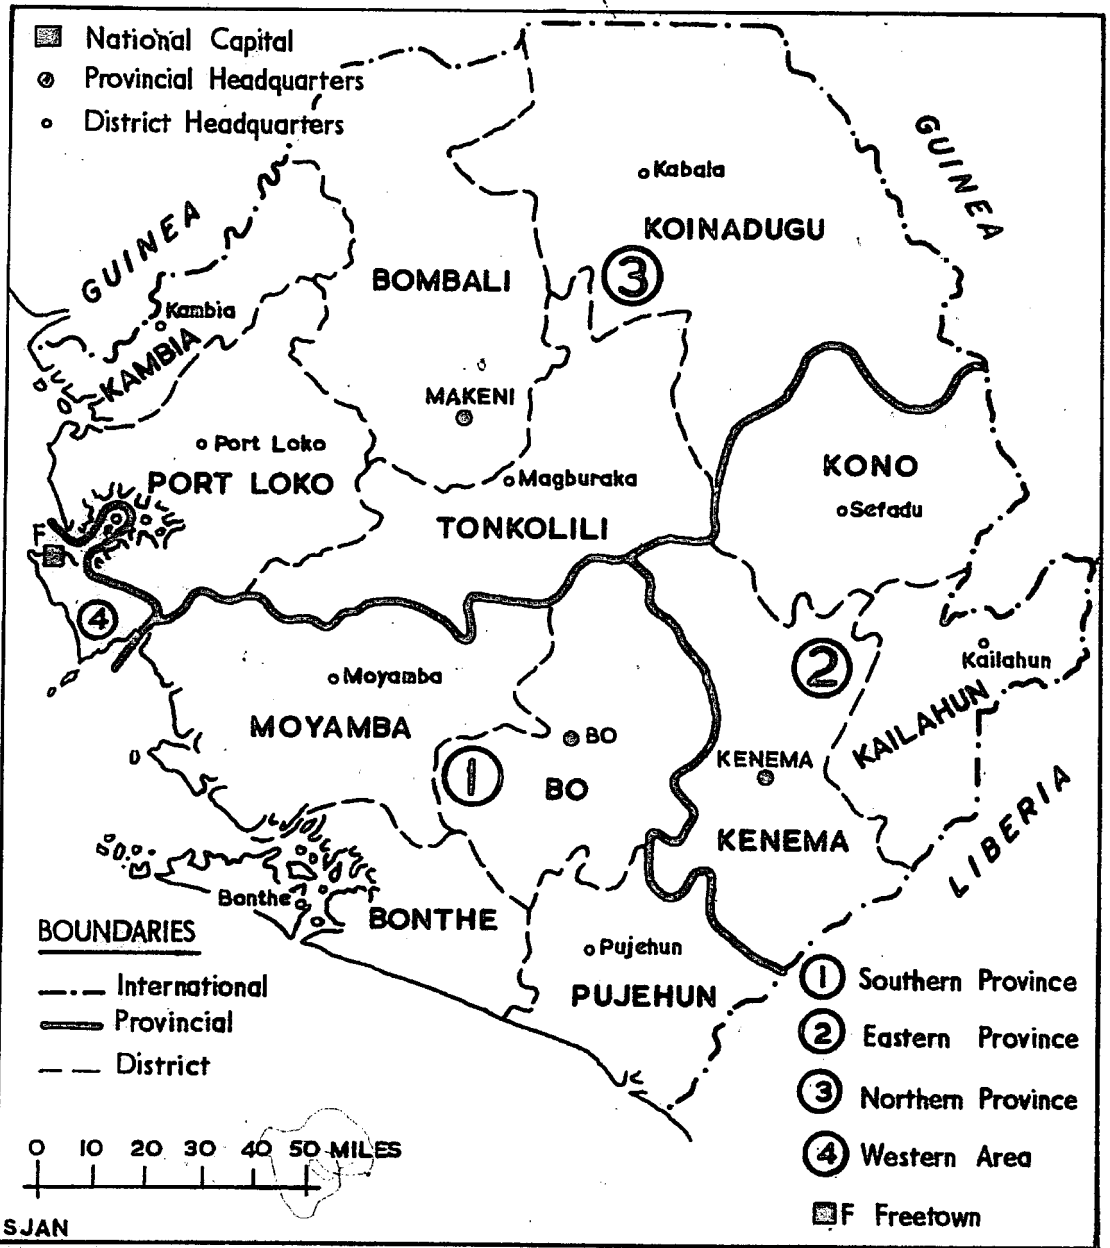 National Capital
Provincial Headquarters
District Headquarters
GUINEA
GUINEA
Kabala
KOINADUGU
3
BOMBALI
Kambia
KAMBIA
MAKENI
Port Loko
PORT LOKO
Magburaka
TONKOLILI
KONO
Sefadu
F
4
Moyamba
MOYAMBA
1
BO
BO
2
Kailahun
KAILAHUN
KENEMA
KENEMA
LIBERIA
Bonthe
BONTHE
Pujehun
PUJEHUN
BOUNDARIES
International
Provincial
District
1 Southern Province
2 Eastern Province
3 Northern Province
4 Western Area
F Freetown
0 10 20 30 40 50 MILES
SJAN